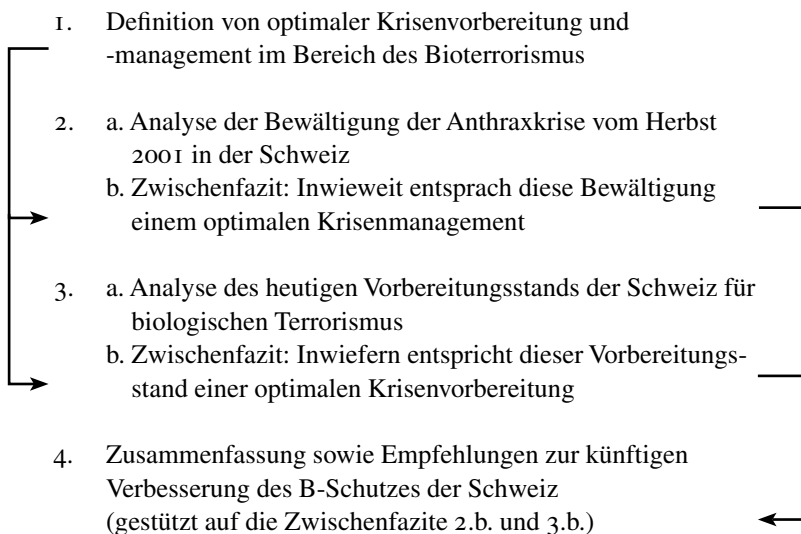 1. Definition von optimaler Krisenvorbereitung und
-management im Bereich des Bioterrorismus
2. a. Analyse der Bewältigung der Anthraxkrise vom Herbst
2001 in der Schweiz
b. Zwischenfazit: Inwieweit entsprach diese Bewältigung
einem optimalen Krisenmanagement
3. a. Analyse des heutigen Vorbereitungsstands der Schweiz für
biologischen Terrorismus
b. Zwischenfazit: Inwiefern entspricht dieser Vorbereitungs-
stand einer optimalen Krisenvorbereitung
4. Zusammenfassung sowie Empfehlungen zur künftigen
Verbesserung des B-Schutzes der Schweiz
(gestützt auf die Zwischenfazite 2.b. und 3.b.)